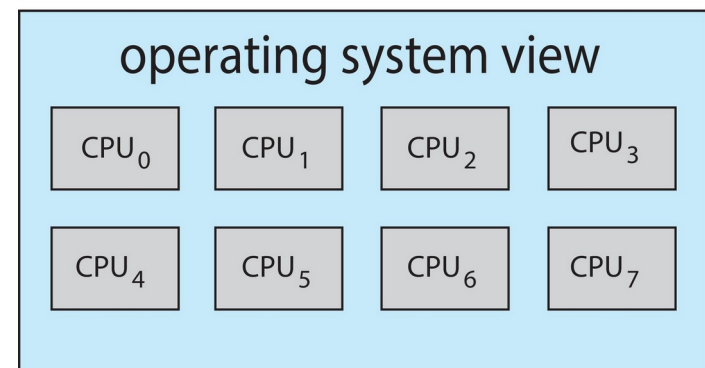 operating system view
CPU0 CPU1 CPU2 CPU3
CPU4 CPU5 CPU6 CPU7